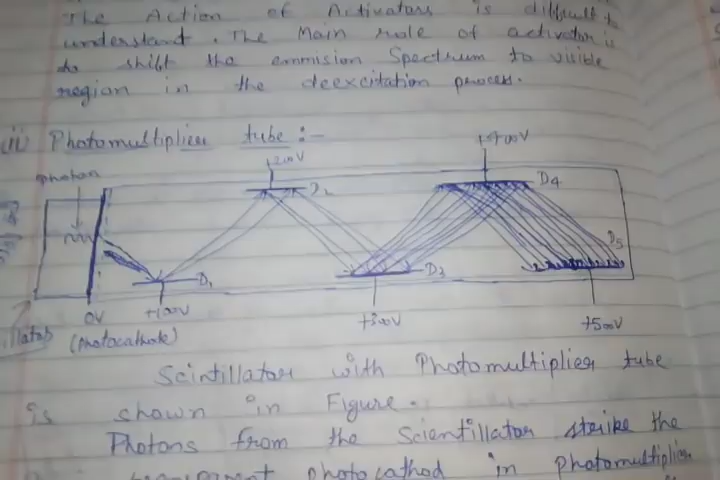 The Action of Activators is difficult to
understand. The Main role of activator is
to shift the emmision Spectrum to visible
region in the deexcitation process.
(ii) Photomultiplier tube :-
photon
+200V
+400V
D2
D4
D5
D1
D3
0V
+100V
+300V
+500V
(photocathode)
Scintillator with Photomultiplier tube
is shown in Figure.
Photons from the Scientillator strike the
photocathod in photomultiplier